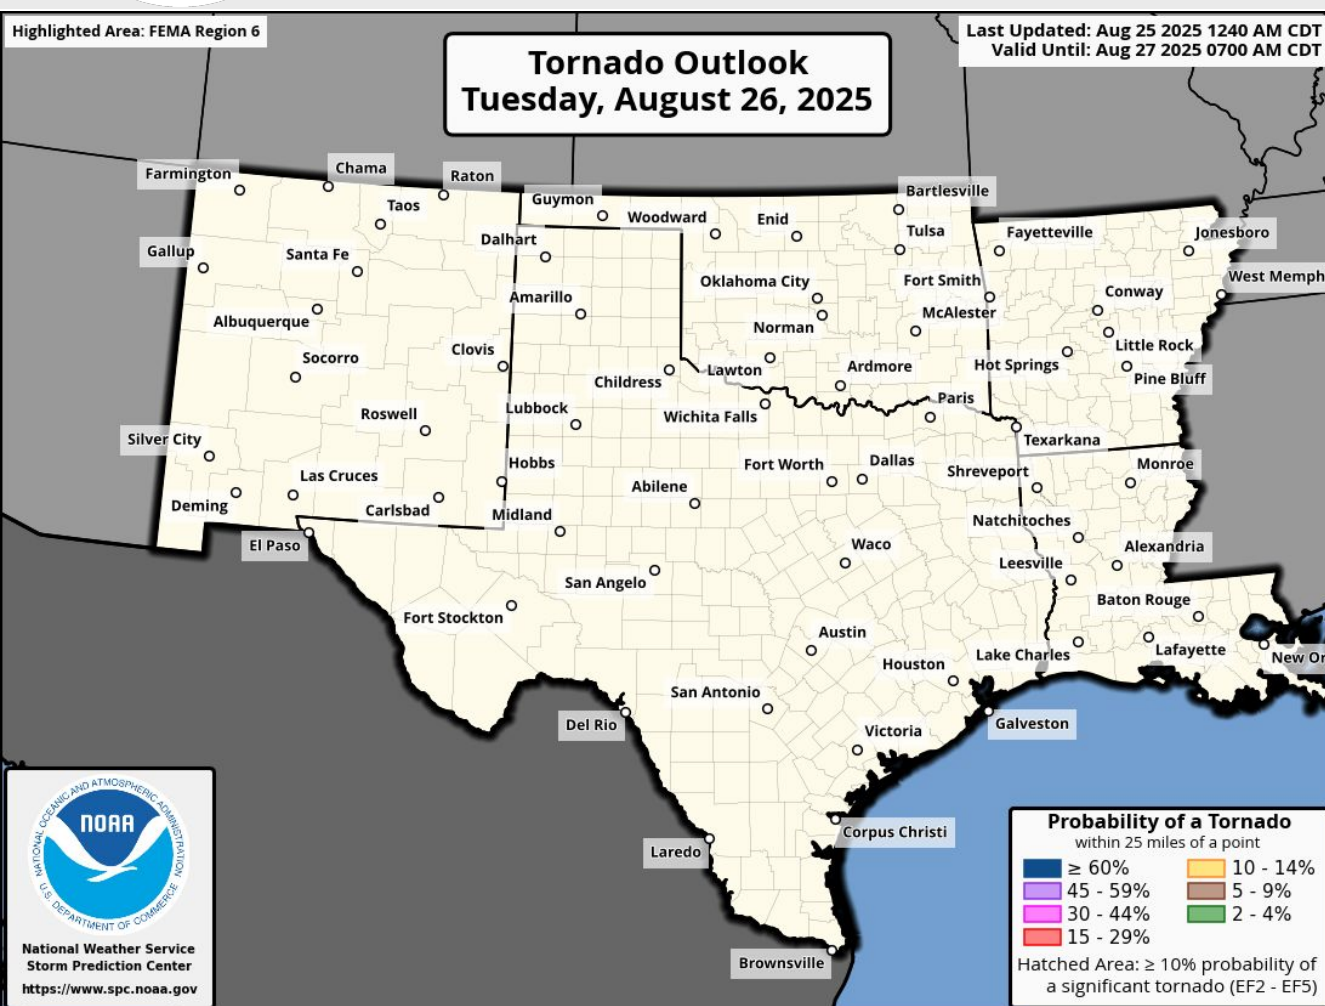 Highlighted Area: FEMA Region 6
Last Updated: Aug 25 2025 1240 AM CDT
Valid Until: Aug 27 2025 0700 AM CDT
Tornado Outlook
Tuesday, August 26, 2025
Farmington
Chama
Raton
Taos
Guymon
Woodward
Enid
Bartlesville
Tulsa
Fayetteville
Jonesboro
Gallup
Santa Fe
Dalhart
Oklahoma City
Fort Smith
West Memph
Amarillo
Conway
Albuquerque
Norman
McAlester
Little Rock
Socorro
Clovis
Childress
Lawton
Ardmore
Hot Springs
Pine Bluff
Roswell
Lubbock
Wichita Falls
Paris
Silver City
Texarkana
Las Cruces
Hobbs
Abilene
Fort Worth
Dallas
Shreveport
Monroe
Deming
Carlsbad
Midland
Natchitoches
El Paso
Waco
Alexandria
San Angelo
Leesville
Fort Stockton
Baton Rouge
Austin
Lake Charles
Lafayette
New Or
Houston
San Antonio
Del Rio
Galveston
Victoria
Corpus Christi
Laredo
Brownsville
NATIONAL OCEANIC AND ATMOSPHERIC ADMINISTRATION
NOAA
U.S. DEPARTMENT OF COMMERCE
National Weather Service
Storm Prediction Center
https://www.spc.noaa.gov
Probability of a Tornado
within 25 miles of a point
≥ 60%
10 - 14%
45 - 59%
5 - 9%
30 - 44%
2 - 4%
15 - 29%
Hatched Area: ≥ 10% probability of
a significant tornado (EF2 - EF5)